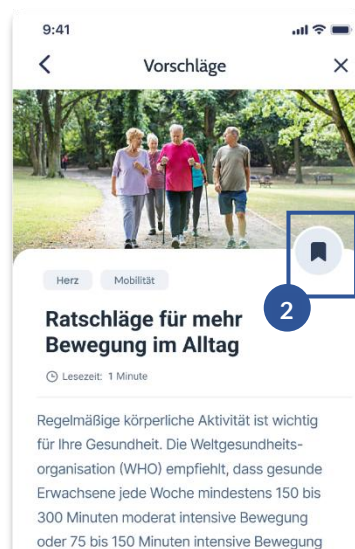 9:41
Vorschläge
Herz Mobilität
2
Ratschläge für mehr
Bewegung im Alltag
Lesezeit: 1 Minute
Regelmäßige körperliche Aktivität ist wichtig
für Ihre Gesundheit. Die Weltgesundheits-
organisation (WHO) empfiehlt, dass gesunde
Erwachsene jede Woche mindestens 150 bis
300 Minuten moderat intensive Bewegung
oder 75 bis 150 Minuten intensive Bewegung